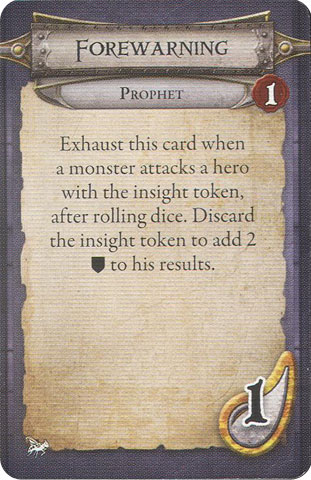 Forewarning
Prophet
1
Exhaust this card when
a monster attacks a hero
with the insight token,
after rolling dice. Discard
the insight token to add 2
to his results.
1